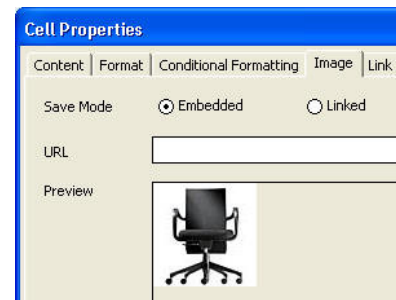 Cell Properties
Content Format Conditional Formatting Image Link
Save Mode Embedded Linked
URL
Preview